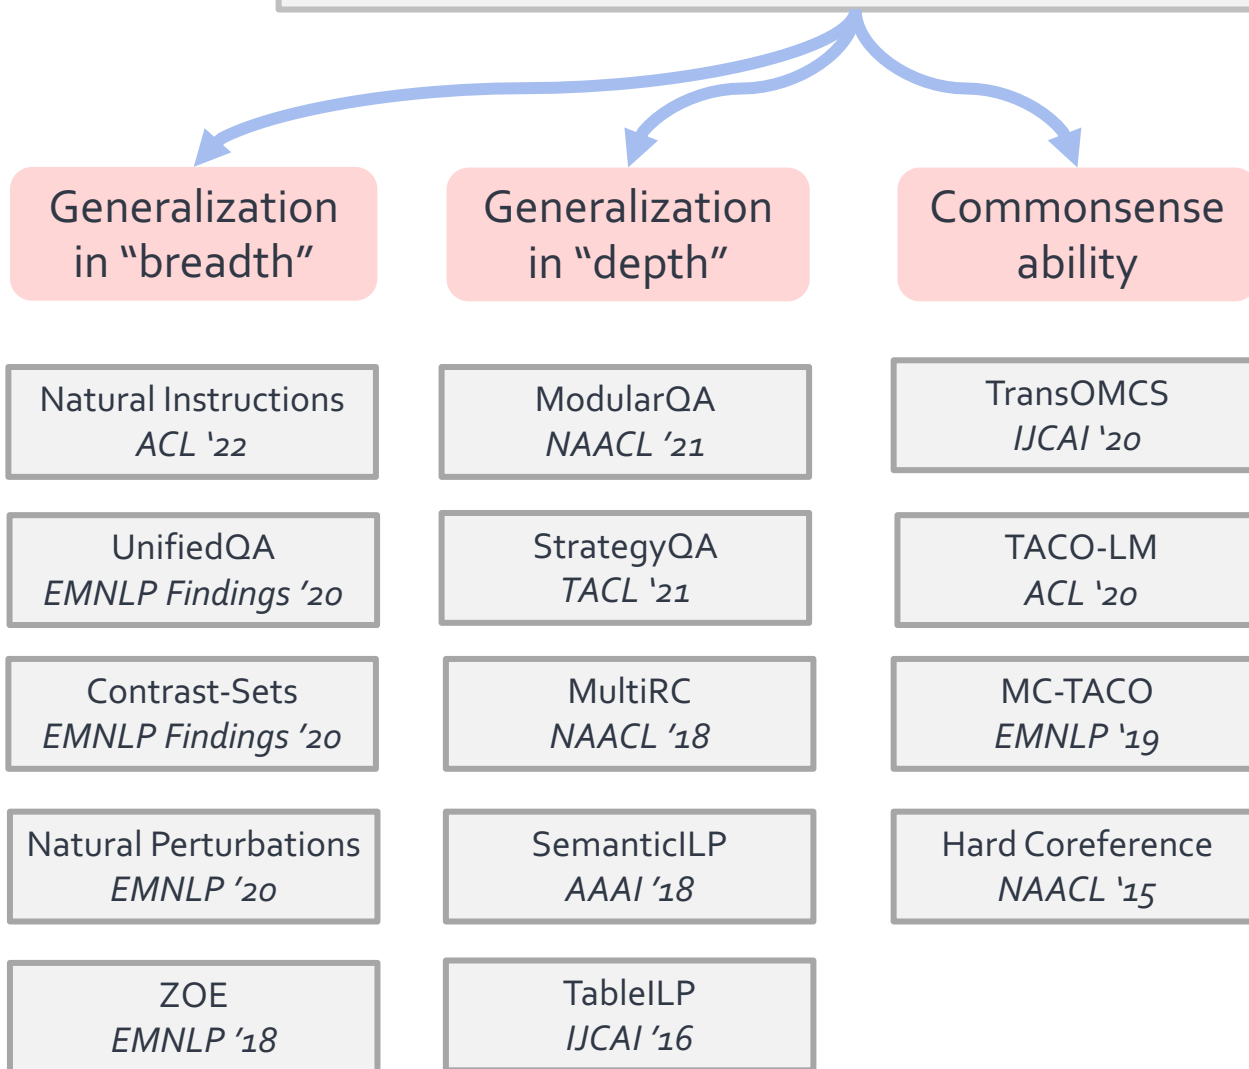 Generalization
in “breadth”
Natural Instructions
ACL ‘22
UnifiedQA
EMNLP Findings ’20
Contrast-Sets
EMNLP Findings ’20
Natural Perturbations
EMNLP ’20
ZOE
EMNLP ’18
Generalization
in “depth”
ModularQA
NAACL ’21
StrategyQA
TACL ‘21
MultiRC
NAACL ’18
SemanticILP
AAAI ’18
TableILP
IJCAI ’16
Commonsense
ability
TransOMCS
IJCAI ‘20
TACO-LM
ACL ‘20
MC-TACO
EMNLP ‘19
Hard Coreference
NAACL ‘15